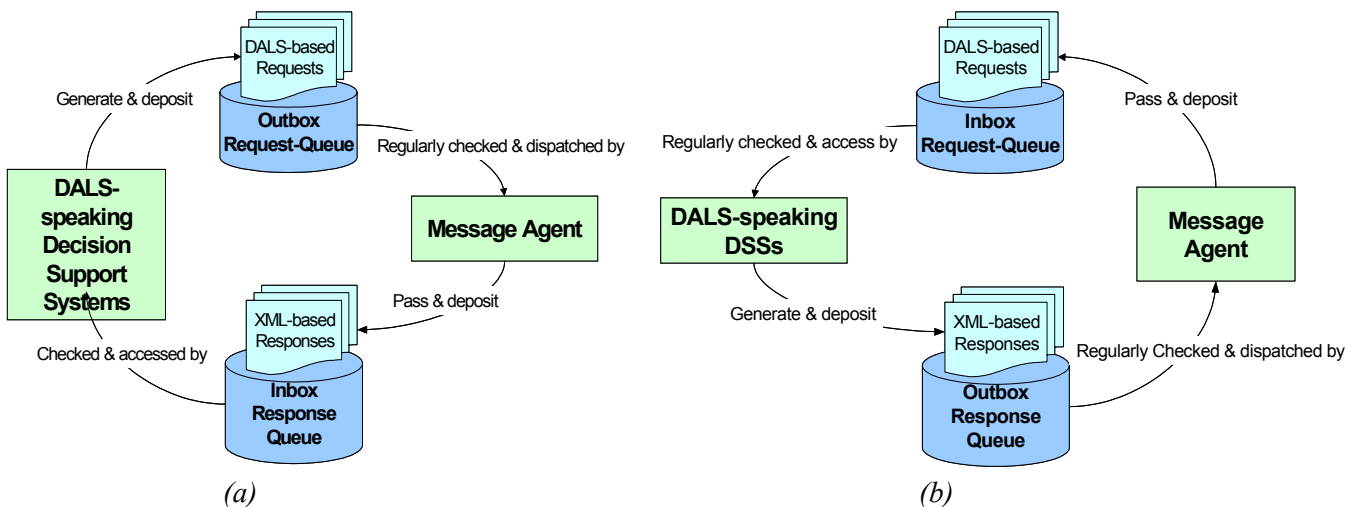 DALS-based
Requests
Generate & deposit
Outbox
Request-Queue
Regularly checked & dispatched by
DALS-
speaking
Decision
Support
Systems
Message Agent
Pass & deposit
XML-based
Responses
Checked & accessed by
Inbox
Response
Queue
(a)
DALS-based
Requests
Pass & deposit
Inbox
Request-Queue
Regularly checked & access by
DALS-speaking
DSSs
Message
Agent
Generate & deposit
XML-based
Responses
Regularly Checked & dispatched by
Outbox
Response
Queue
(b)